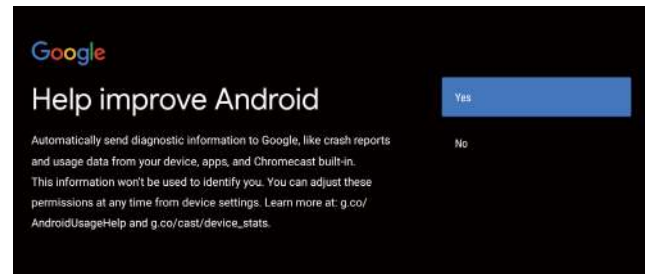 Google
Help improve Android
Automatically send diagnostic information to Google, like crash reports
and usage data from your device, apps, and Chromecast built-in.
This information won't be used to identify you. You can adjust these
permissions at any time from device settings. Learn more at: g.co/
AndroidUsageHelp and g.co/cast/device_stats.
Yes
No